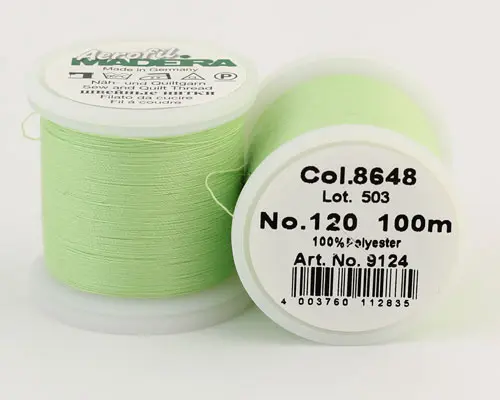 Aerofil
MADEIRA
Made in Germany
P
Näh- und Quiltgarn
Sew and Quilt Thread
Швейные нитки
Filato da cucire
Fil à coudre
Col.8648
Lot. 503
No.120 100m
100% Polyester
Art. No. 9124
4 003760 112835